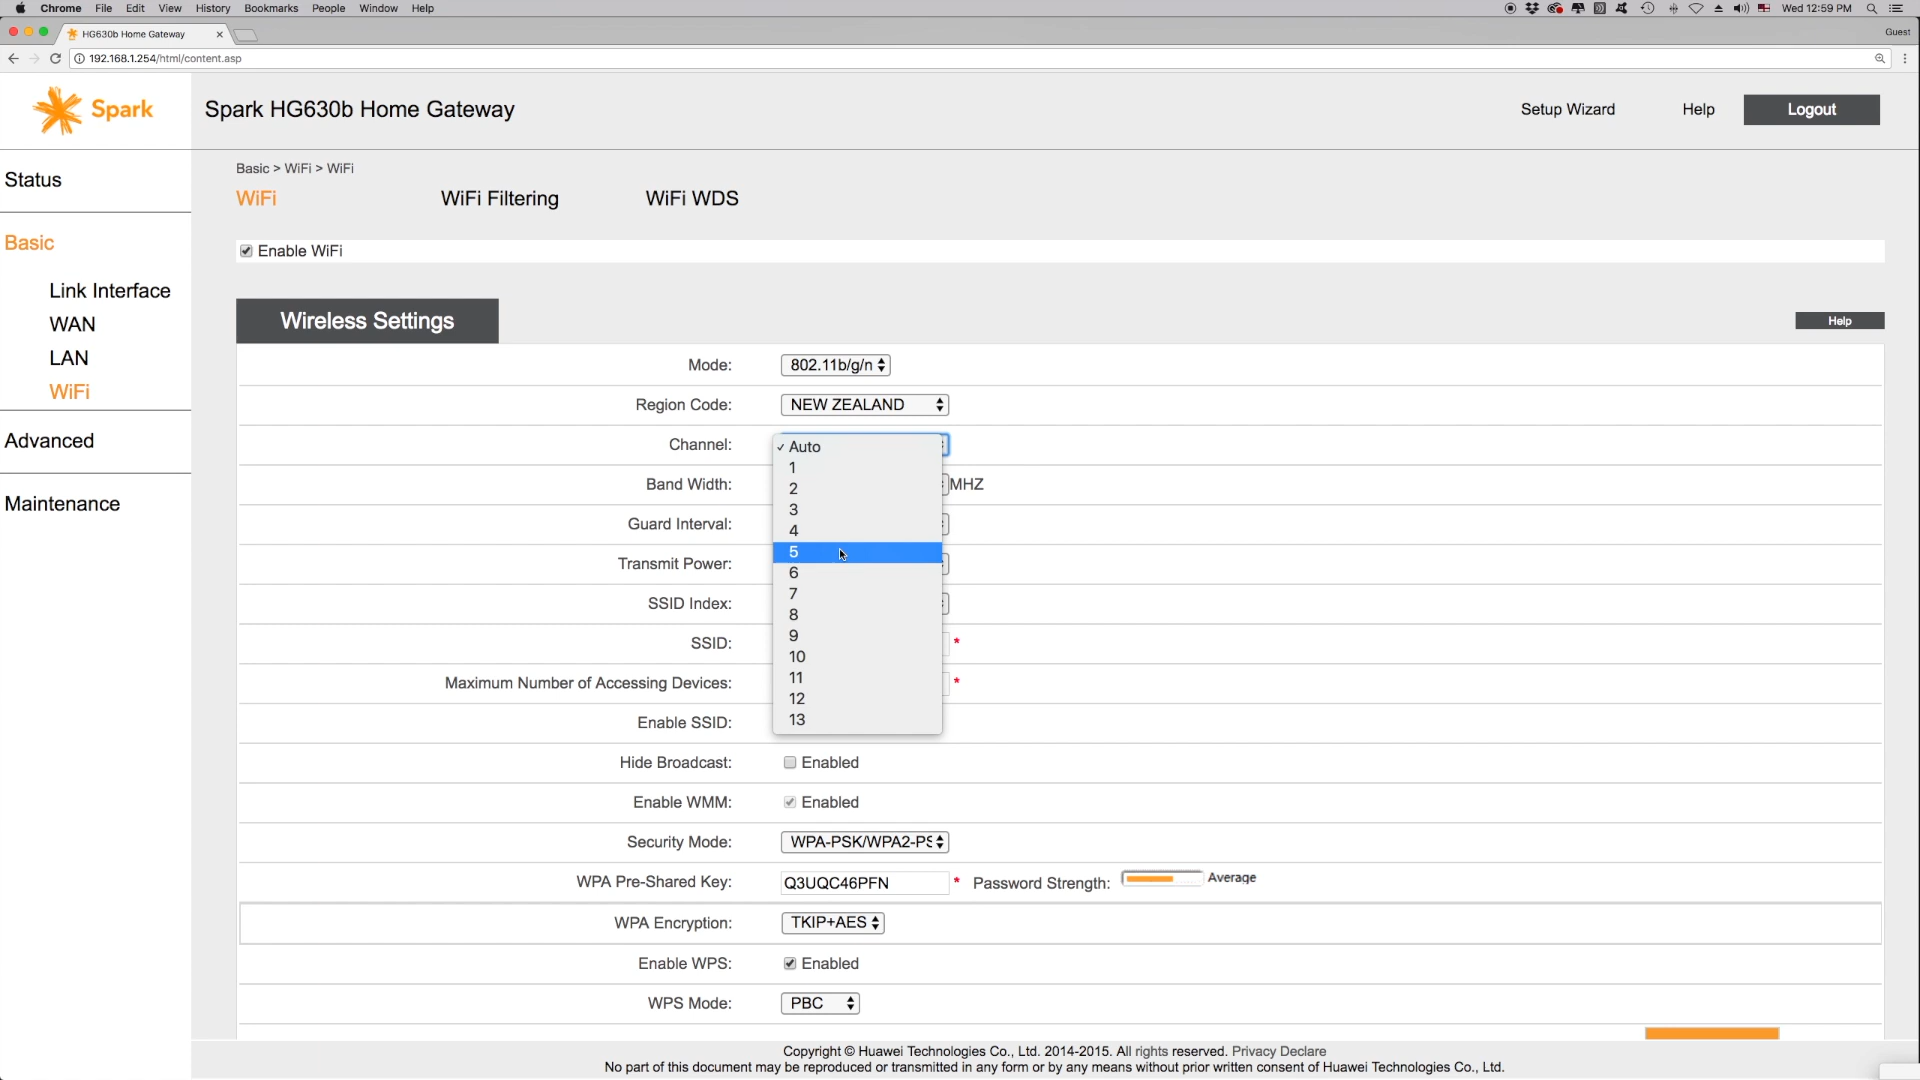 Chrome File Edit View History Bookmarks People Window Help Wed 12:59 PM
HG630b Home Gateway Guest
192.168.1.254/html/content.asp
Spark Spark HG630b Home Gateway Setup Wizard Help Logout
Basic > WiFi > WiFi
Status
WiFi WiFi Filtering WiFi WDS
Basic
Enable WiFi
Link Interface
WAN
LAN
WiFi
Advanced
Maintenance
Wireless Settings Help
Mode: 802.11b/g/n
Region Code: NEW ZEALAND
Channel: Auto
1
2
3
4
5
6
7
8
9
10
11
12
13
Band Width: MHZ
Guard Interval:
Transmit Power:
SSID Index:
SSID: *
Maximum Number of Accessing Devices: *
Enable SSID:
Hide Broadcast: Enabled
Enable WMM: Enabled
Security Mode: WPA-PSK/WPA2-PS
WPA Pre-Shared Key: Q3UQC46PFN * Password Strength: Average
WPA Encryption: TKIP+AES
Enable WPS: Enabled
WPS Mode: PBC
Copyright © Huawei Technologies Co., Ltd. 2014-2015. All rights reserved. Privacy Declare
No part of this document may be reproduced or transmitted in any form or by any means without prior written consent of Huawei Technologies Co., Ltd.